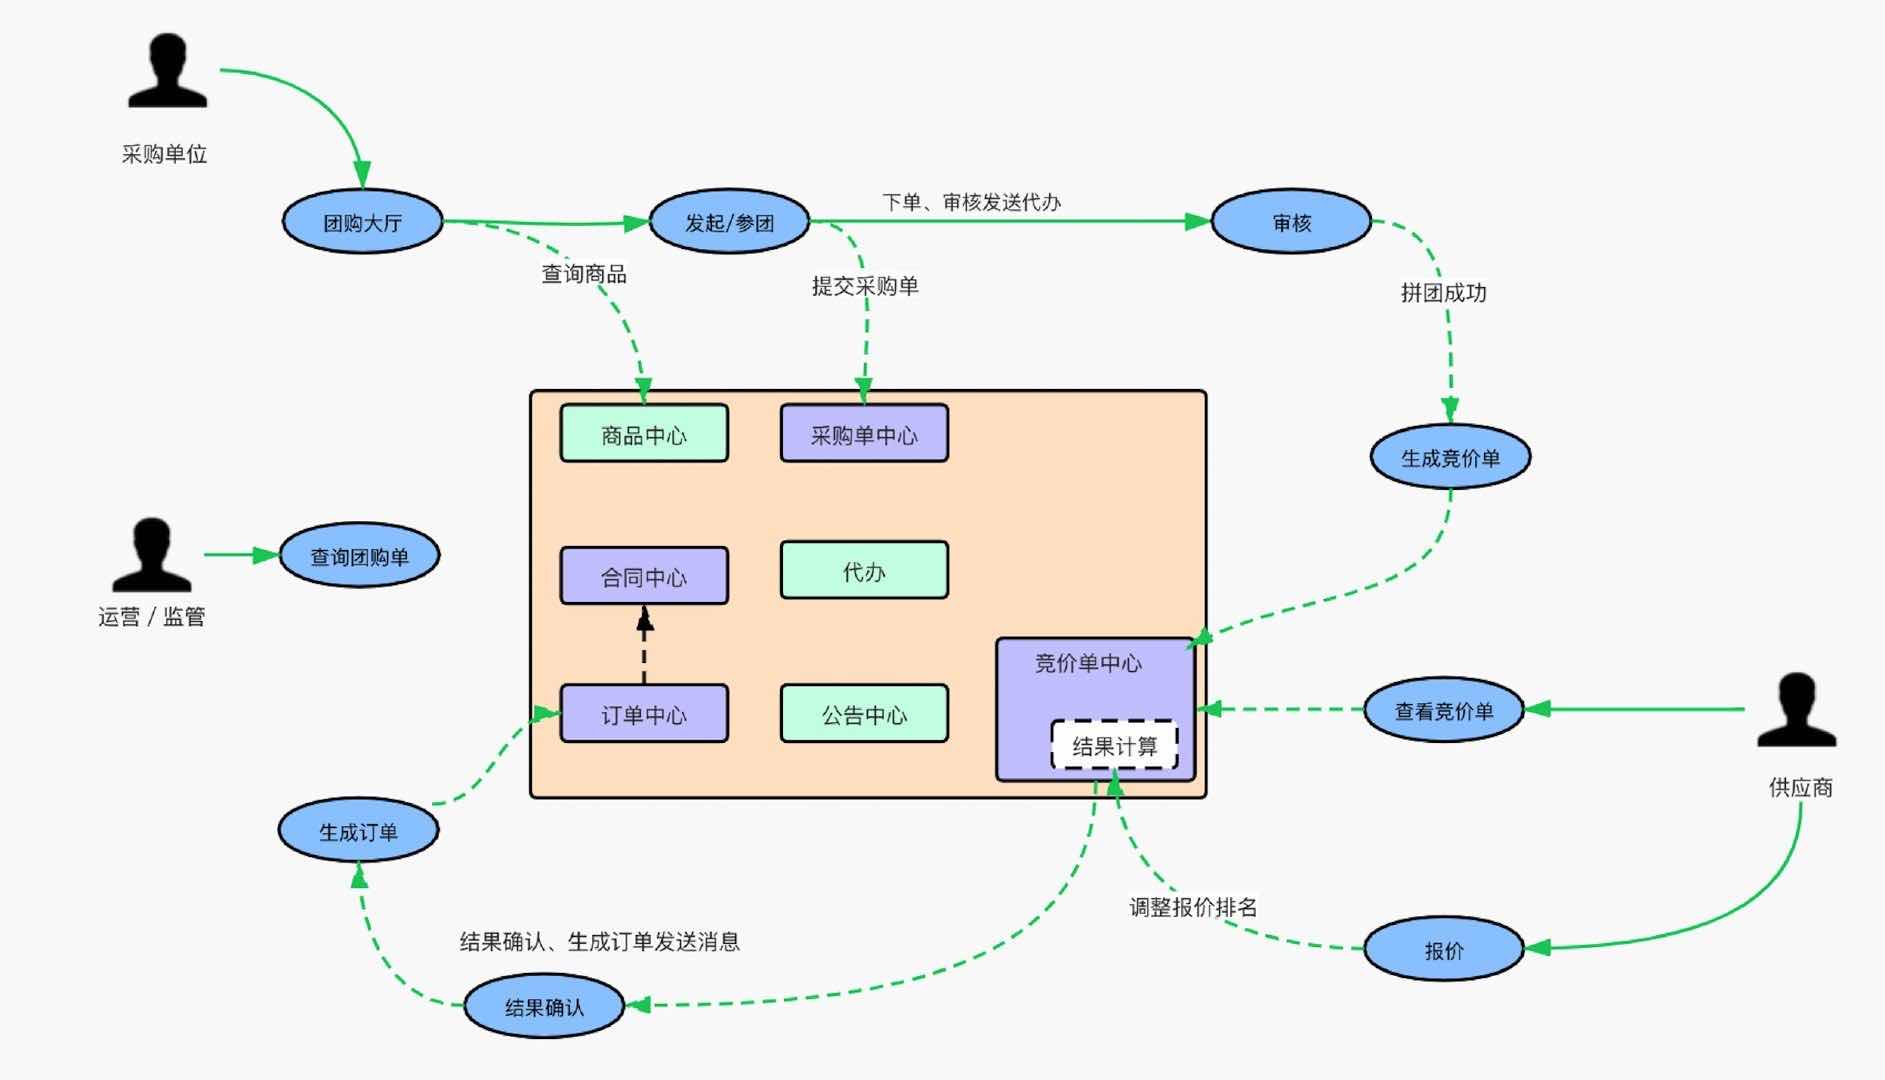 采购单位
团购大厅
发起/参团
下单、审核发送代办
审核
查询商品
提交采购单
拼团成功
商品中心
采购单中心
生成竞价单
查询团购单
合同中心
代办
运营 / 监管
竞价单中心
订单中心
公告中心
查看竞价单
结果计算
供应商
生成订单
调整报价排名
结果确认、生成订单发送消息
报价
结果确认